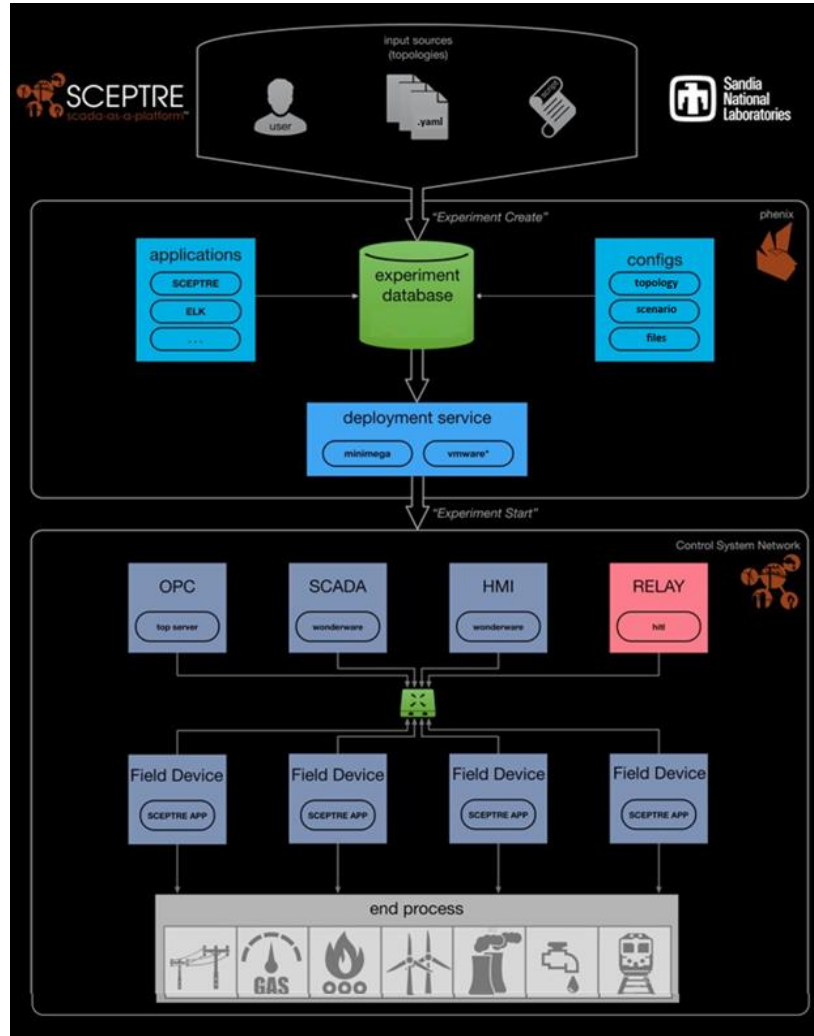 input sources
(topologies)
SCEPTRE
scada-as-a-platform™
user
.yaml
script
Sandia
National
Laboratories
"Experiment Create"
phenix
applications
SCEPTRE
ELK
...
experiment
database
configs
topology
scenario
files
deployment service
minimega
vmware*
"Experiment Start"
Control System Network
OPC
top server
SCADA
wonderware
HMI
wonderware
RELAY
hitl
Field Device
SCEPTRE APP
Field Device
SCEPTRE APP
Field Device
SCEPTRE APP
Field Device
SCEPTRE APP
end process
GAS